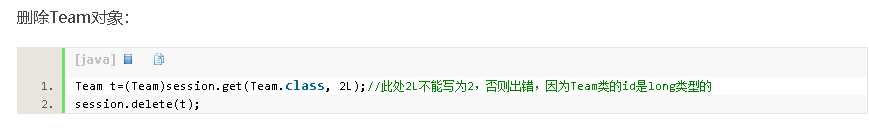 删除Team对象:
[java]
1. Team t=(Team)session.get(Team.class, 2L);//此处2L不能写为2，否则出错，因为Team类的id是long类型的
2. session.delete(t);